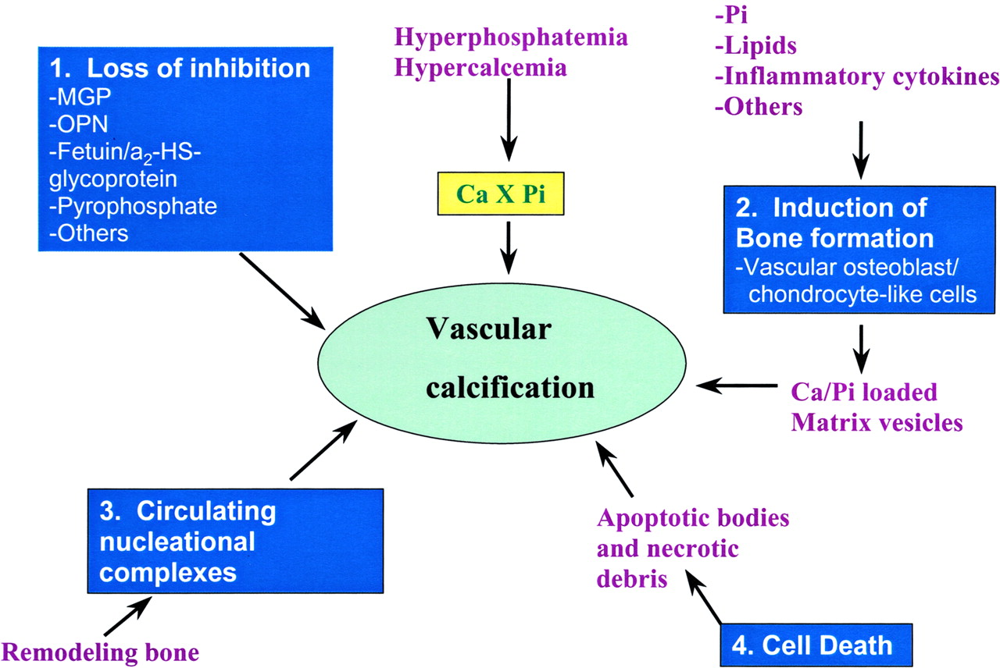 1. Loss of inhibition
-MGP
-OPN
-Fetuin/a2-HS-
glycoprotein
-Pyrophosphate
-Others
Hyperphosphatemia
Hypercalcemia
Ca X Pi
-Pi
-Lipids
-Inflammatory cytokines
-Others
2. Induction of
Bone formation
-Vascular osteoblast/
chondrocyte-like cells
Vascular
calcification
Ca/Pi loaded
Matrix vesicles
3. Circulating
nucleational
complexes
Remodeling bone
Apoptotic bodies
and necrotic
debris
4. Cell Death